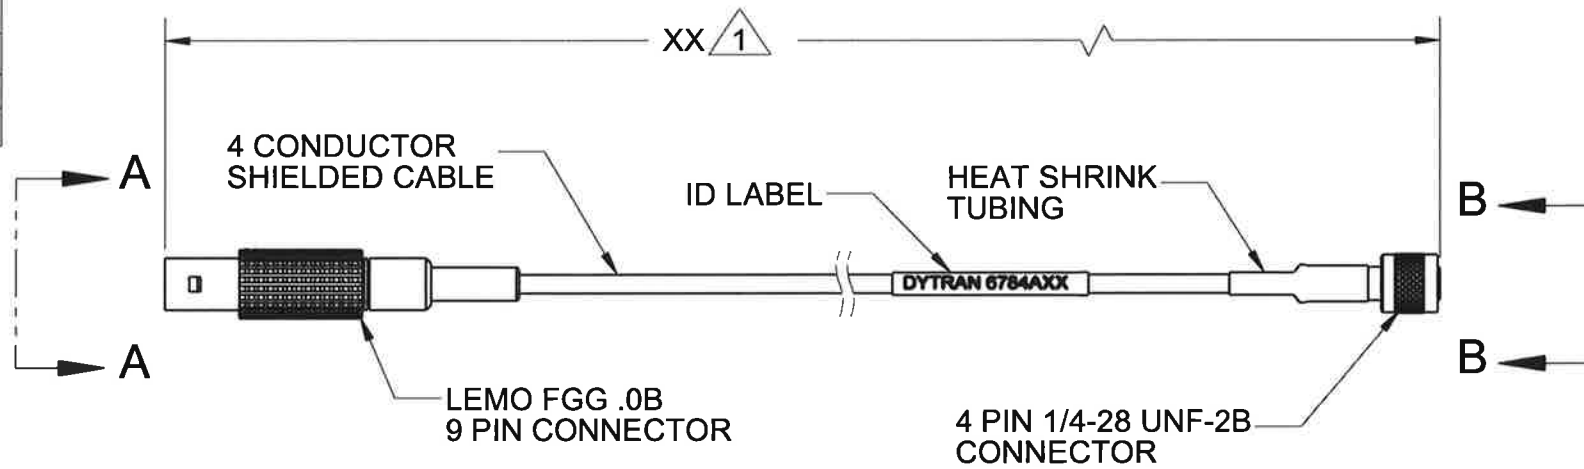 XX 1
4 CONDUCTOR
SHIELDED CABLE
A
ID LABEL
HEAT SHRINK
TUBING
B
DYTRAN 6784AXX
A
B
LEMO FGG .0B
9 PIN CONNECTOR
4 PIN 1/4-28 UNF-2B
CONNECTOR